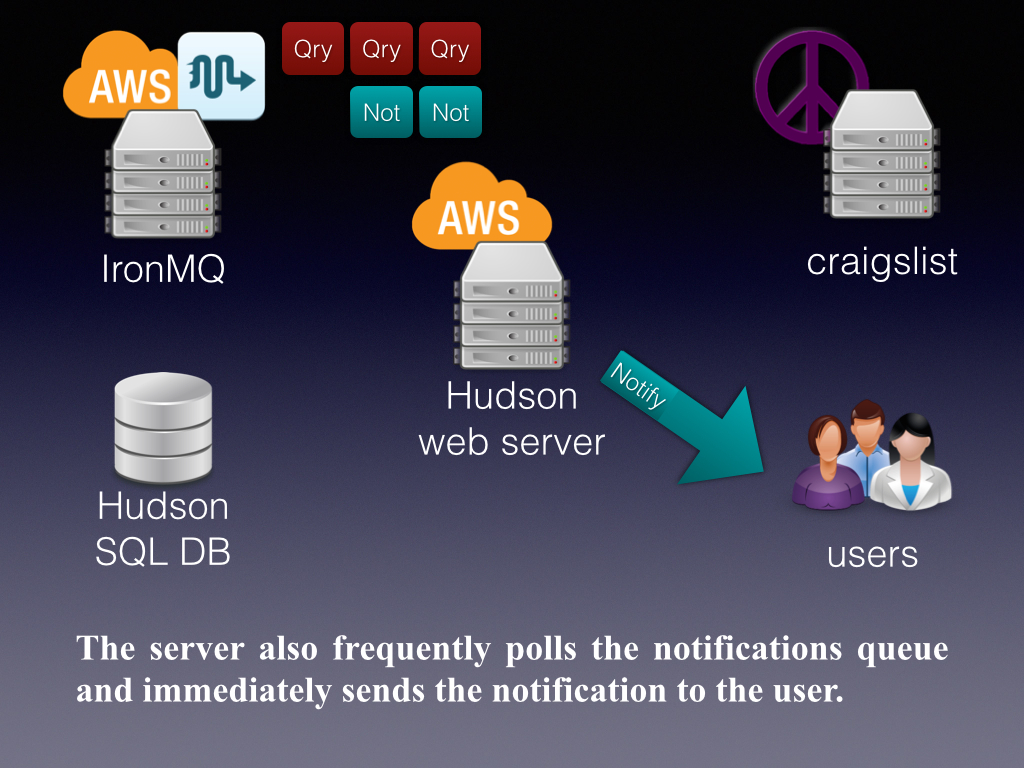 AWS
Qry Qry Qry
Not Not
IronMQ
AWS
craigslist
Hudson
web server
Notify
Hudson
SQL DB
users
The server also frequently polls the notifications queue
and immediately sends the notification to the user.